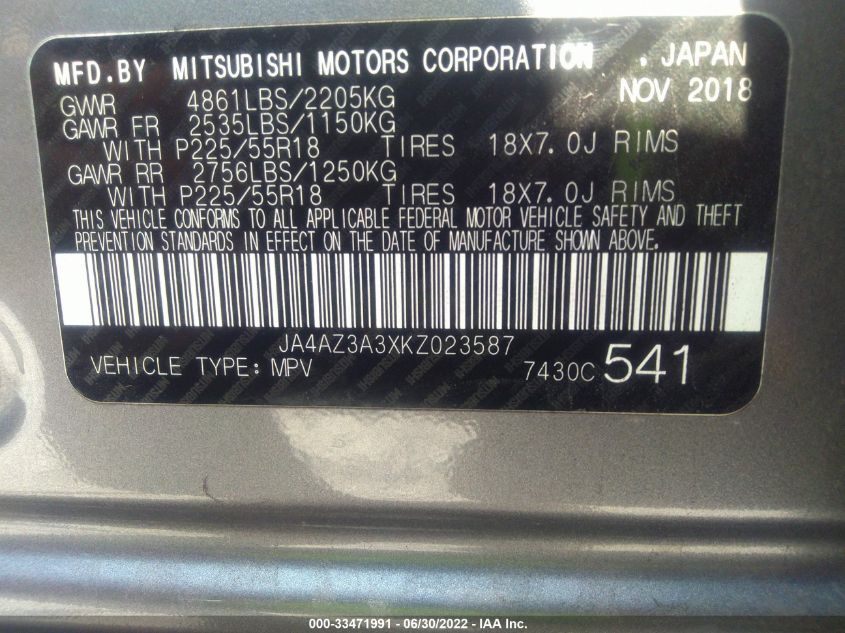 MFD.BY MITSUBISHI MOTORS CORPORATION , JAPAN
GVWR 4861LBS/2205KG NOV 2018
GAWR FR 2535LBS/1150KG
WITH P225/55R18 TIRES 18X7.0J RIMS
GAWR RR 2756LBS/1250KG
WITH P225/55R18 TIRES 18X7.0J RIMS
THIS VEHICLE CONFORMS TO ALL APPLICABLE FEDERAL MOTOR VEHICLE SAFETY AND THEFT
PREVENTION STANDARDS IN EFFECT ON THE DATE OF MANUFACTURE SHOWN ABOVE.
JA4AZ3A3XKZ023587
VEHICLE TYPE: MPV 7430C 541
000-33471991 - 06/30/2022 - IAA Inc.